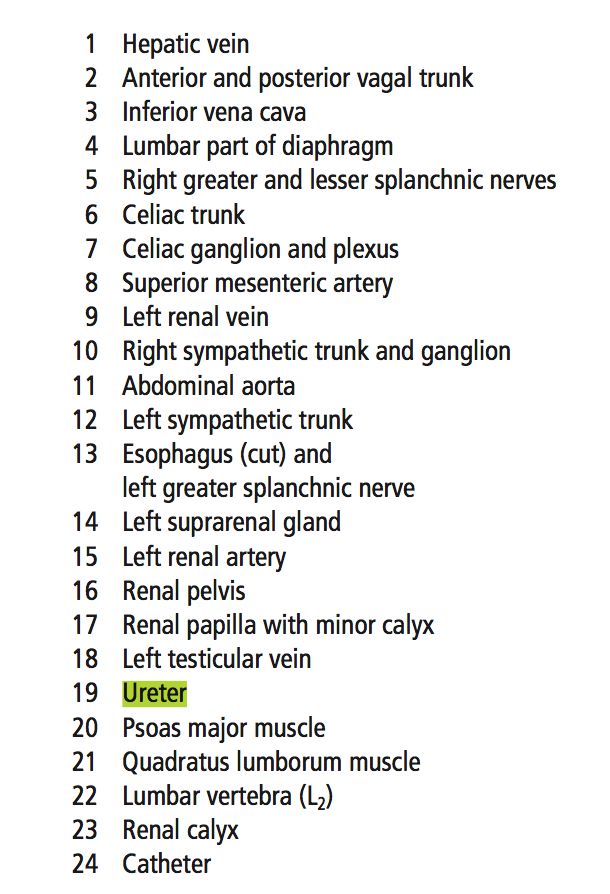 1 Hepatic vein
2 Anterior and posterior vagal trunk
3 Inferior vena cava
4 Lumbar part of diaphragm
5 Right greater and lesser splanchnic nerves
6 Celiac trunk
7 Celiac ganglion and plexus
8 Superior mesenteric artery
9 Left renal vein
10 Right sympathetic trunk and ganglion
11 Abdominal aorta
12 Left sympathetic trunk
13 Esophagus (cut) and
left greater splanchnic nerve
14 Left suprarenal gland
15 Left renal artery
16 Renal pelvis
17 Renal papilla with minor calyx
18 Left testicular vein
19 Ureter
20 Psoas major muscle
21 Quadratus lumborum muscle
22 Lumbar vertebra (L₂)
23 Renal calyx
24 Catheter